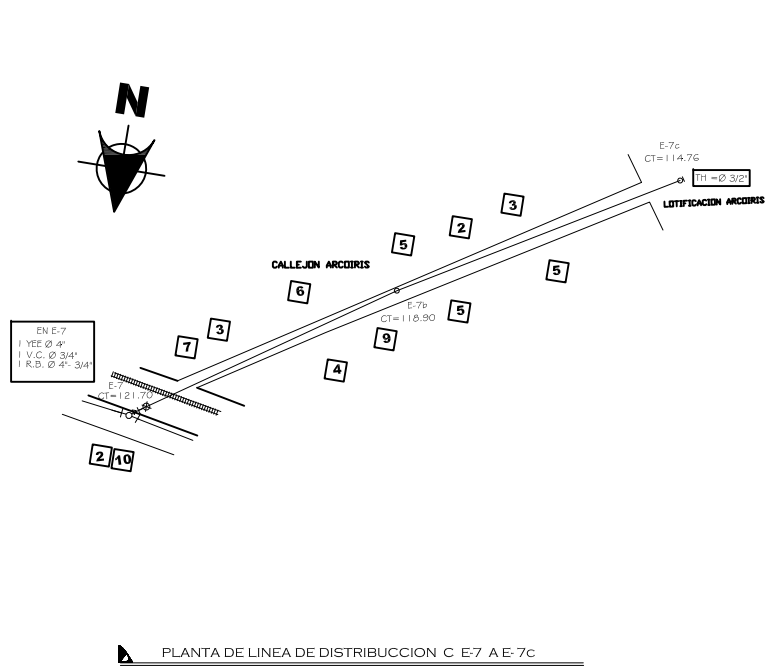 N
E-7c
CT=114.76
TH =Ø 3/2"
LOTIFICACION ARCOIRIS
3
2
5
CALLEJON ARCOIRIS
5
6
E-7b
CT=118.90
5
3
9
7
4
EN E-7
1 YEE Ø 4"
1 V.C. Ø 3/4"
1 R.B. Ø 4"- 3/4"
E-7
CT=121.70
2
10
PLANTA DE LINEA DE DISTRIBUCCION C E-7 A E-7c